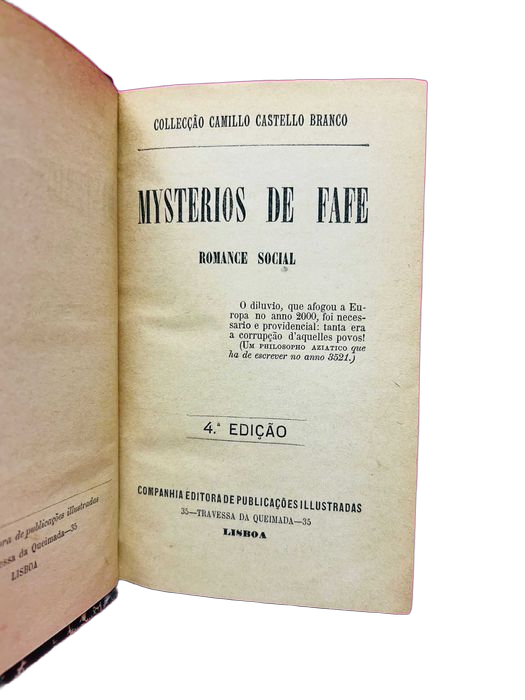 COLLECÇÃO CAMILLO CASTELLO BRANCO
MYSTERIOS DE FAFE
ROMANCE SOCIAL
O diluvio, que afogou a Eu-
ropa no anno 2000, foi neces-
sario e providencial: tanta era
a corrupção d'aquelles povos!
(UM PHILOSOPHO AZIATICO que
ha de escrever no anno 3521.)
4.ª EDIÇÃO
COMPANHIA EDITORA DE PUBLICAÇÕES ILLUSTRADAS
35—TRAVESSA DA QUEIMADA—35
LISBOA
ora de publicações illustradas
essa da Queimada—35
LISBOA